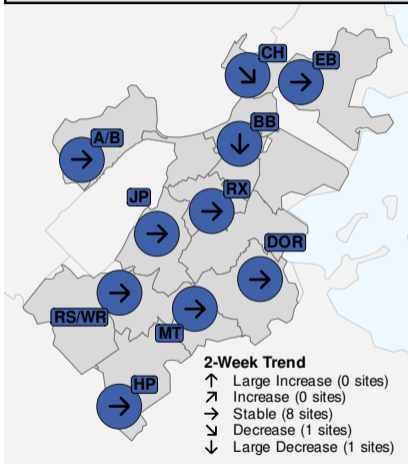 CH
EB
BB
A/B
JP
RX
DOR
RS/WR
MT
HP
2-Week Trend
↑ Large Increase (0 sites)
↗ Increase (0 sites)
→ Stable (8 sites)
↘ Decrease (1 sites)
↓ Large Decrease (1 sites)